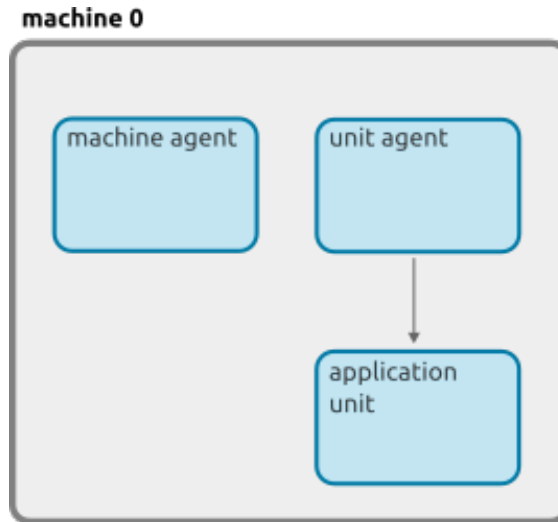 machine 0
machine agent
unit agent
application
unit